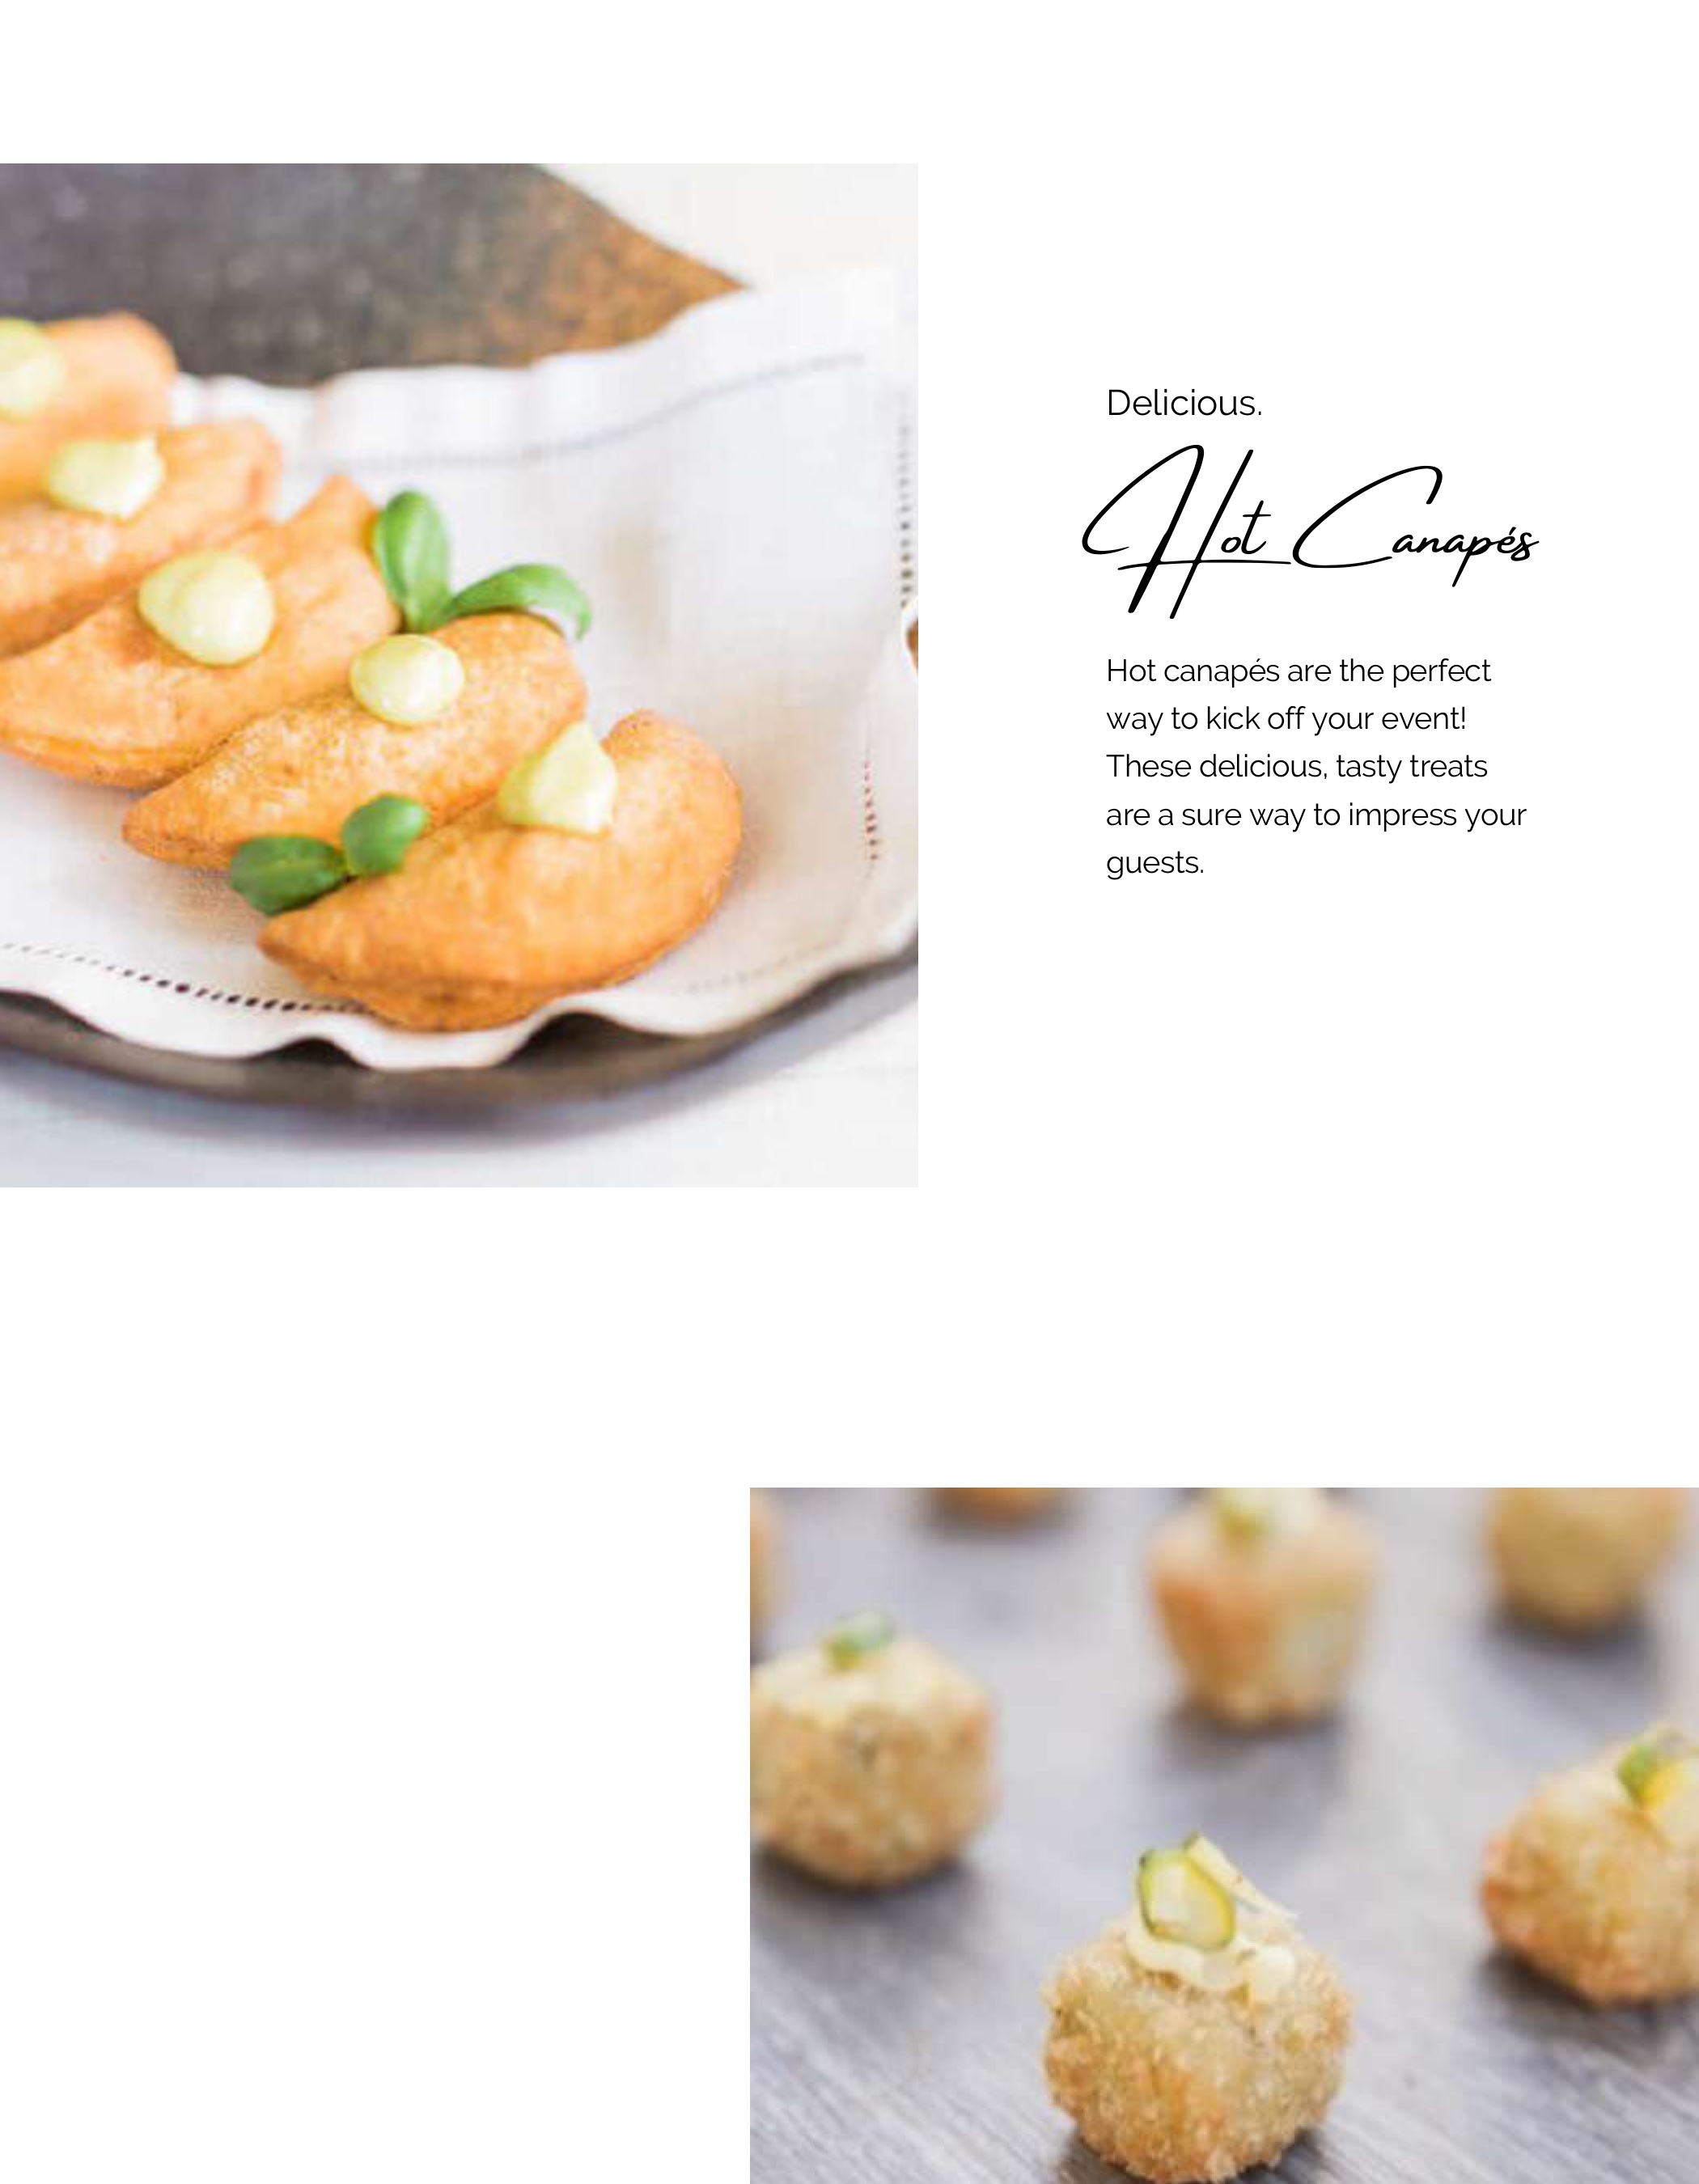 Delicious.
Hot Canapés
Hot canapés are the perfect
way to kick off your event!
These delicious, tasty treats
are a sure way to impress your
guests.